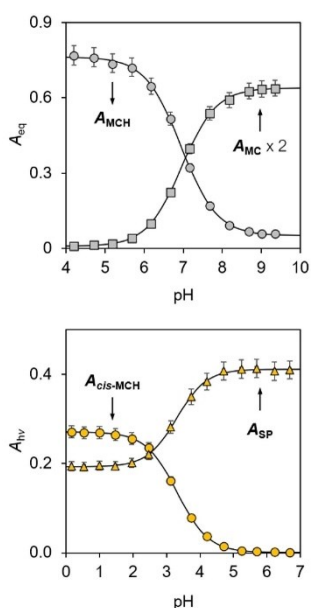 0.9
0.6
0.3
0
A_eq
A_MCH
A_MC × 2
4 5 6 7 8 9 10
pH
0.4
0.2
0.0
A_hν
A_cis-MCH
A_SP
0 1 2 3 4 5 6 7
pH